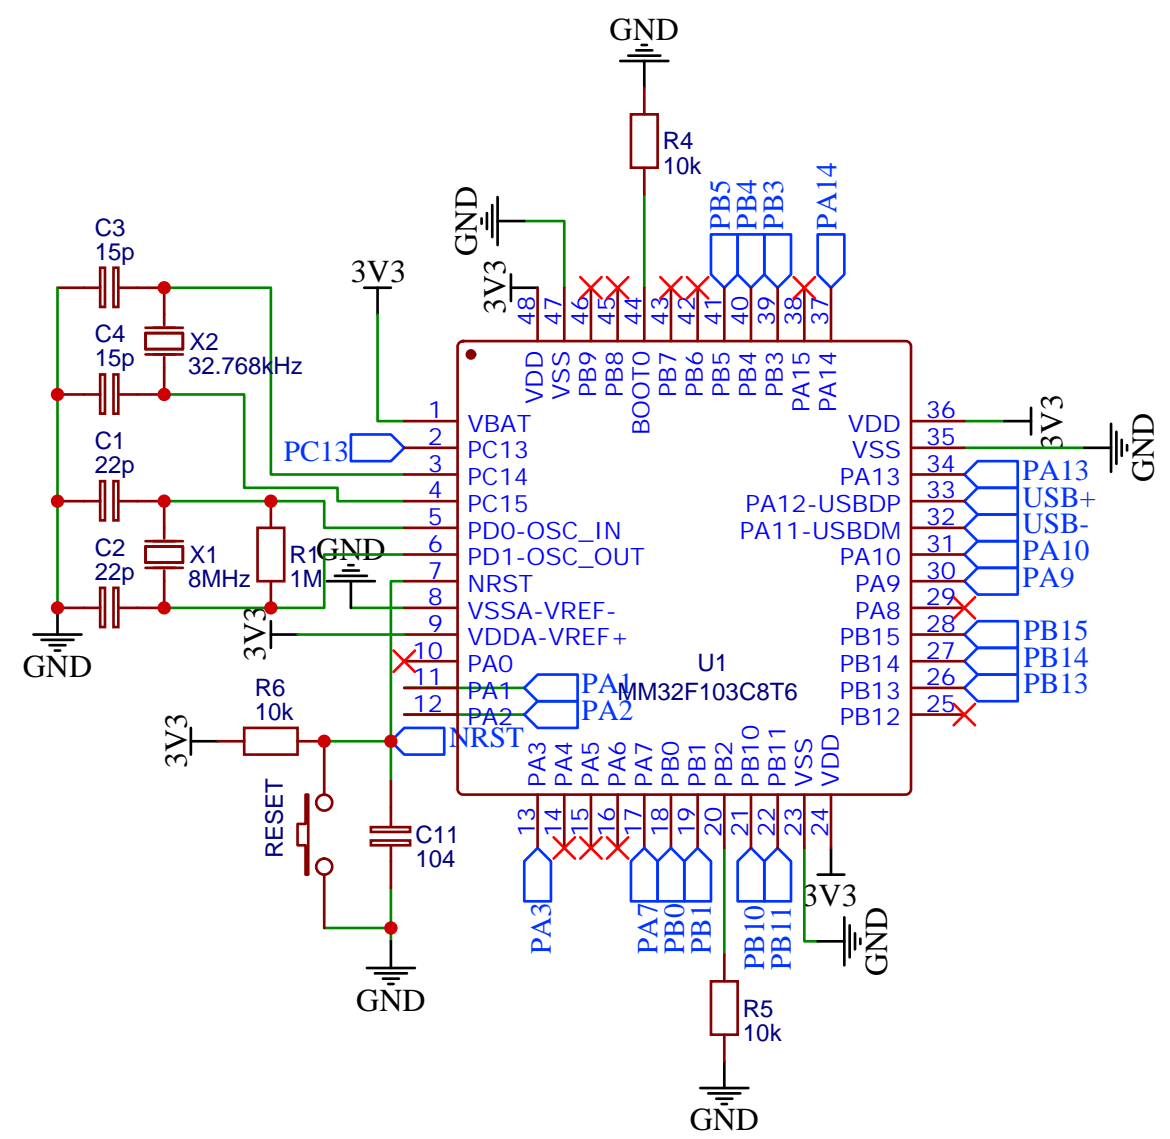 GND
R4
10k
GND
3V3
PB5
PB4
PB3
PA14
C3
15p
3V3
C4
15p
X2
32.768kHz
48
47
46
45
44
43
42
41
40
39
38
37
VDD
VSS
PB9
PB8
BOOT0
PB7
PB6
PB5
PB4
PB3
PA15
PA14
C1
22p
C2
22p
X1
8MHz
R1
1M
GND
GND
3V3
PC13
1
VBAT
2
PC13
3
PC14
4
PC15
5
PD0-OSC_IN
6
PD1-OSC_OUT
7
NRST
8
VSSA-VREF-
9
VDDA-VREF+
10
PA0
11
PA1
PA1
12
PA2
PA2
U1
MM32F103C8T6
VDD
36
3V3
VSS
35
GND
PA13
34
PA13
PA12-USBDP
33
USB+
PA11-USBDM
32
USB-
PA10
31
PA10
PA9
30
PA9
PA8
29
PB15
28
PB15
PB14
27
PB14
PB13
26
PB13
PB12
25
R6
10k
3V3
NRST
RESET
C11
104
GND
PA3
PA4
PA5
PA6
PA7
PB0
PB1
PB2
PB10
PB11
VSS
VDD
13
14
15
16
17
18
19
20
21
22
23
24
PA3
PA7
PB0
PB1
PB10
PB11
3V3
GND
R5
10k
GND